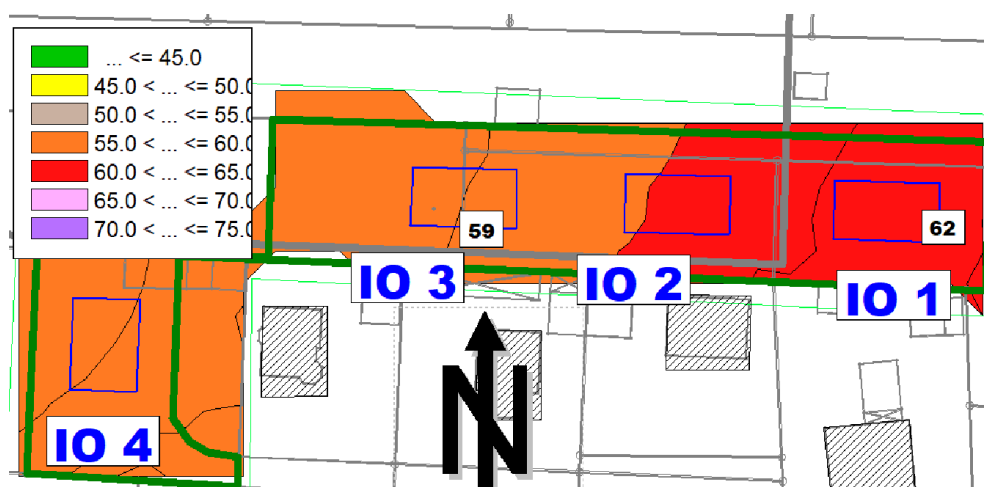 ... <= 45.0
45.0 < ... <= 50.0
50.0 < ... <= 55.0
55.0 < ... <= 60.0
60.0 < ... <= 65.0
65.0 < ... <= 70.0
70.0 < ... <= 75.0
59
62
IO 3
IO 2
IO 1
IO 4
N